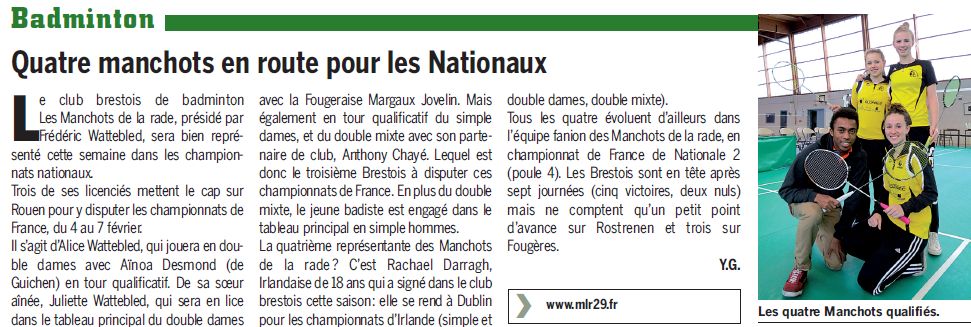 Badminton
Quatre manchots en route pour les Nationaux
Le club brestois de badminton
Les Manchots de la rade, présidé par
Frédéric Wattebled, sera bien repré-
senté cette semaine dans les champion-
nats nationaux.
Trois de ses licenciés mettent le cap sur
Rouen pour y disputer les championnats de
France, du 4 au 7 février.
Il s'agit d'Alice Wattebled, qui jouera en dou-
ble dames avec Aïnoa Desmond (de
Guichen) en tour qualificatif. De sa sœur
aînée, Juliette Wattebled, qui sera en lice
dans le tableau principal du double dames
avec la Fougeraise Margaux Jovelin. Mais
également en tour qualificatif du simple
dames, et du double mixte avec son parte-
naire de club, Anthony Chayé. Lequel est
donc le troisième Brestois à disputer ces
championnats de France. En plus du double
mixte, le jeune badiste est engagé dans le
tableau principal en simple hommes.
La quatrième représentante des Manchots
de la rade ? C'est Rachael Darragh,
Irlandaise de 18 ans qui a signé dans le club
brestois cette saison : elle se rend à Dublin
pour les championnats d'Irlande (simple et
double dames, double mixte).
Tous les quatre évoluent d'ailleurs dans
l'équipe fanion des Manchots de la rade, en
championnat de France de Nationale 2
(poule 4). Les Brestois sont en tête après
sept journées (cinq victoires, deux nuls)
mais ne comptent qu'un petit point
d'avance sur Rostrenen et trois sur
Fougères.
Y.G.
www.mlr29.fr
Les quatre Manchots qualifiés.